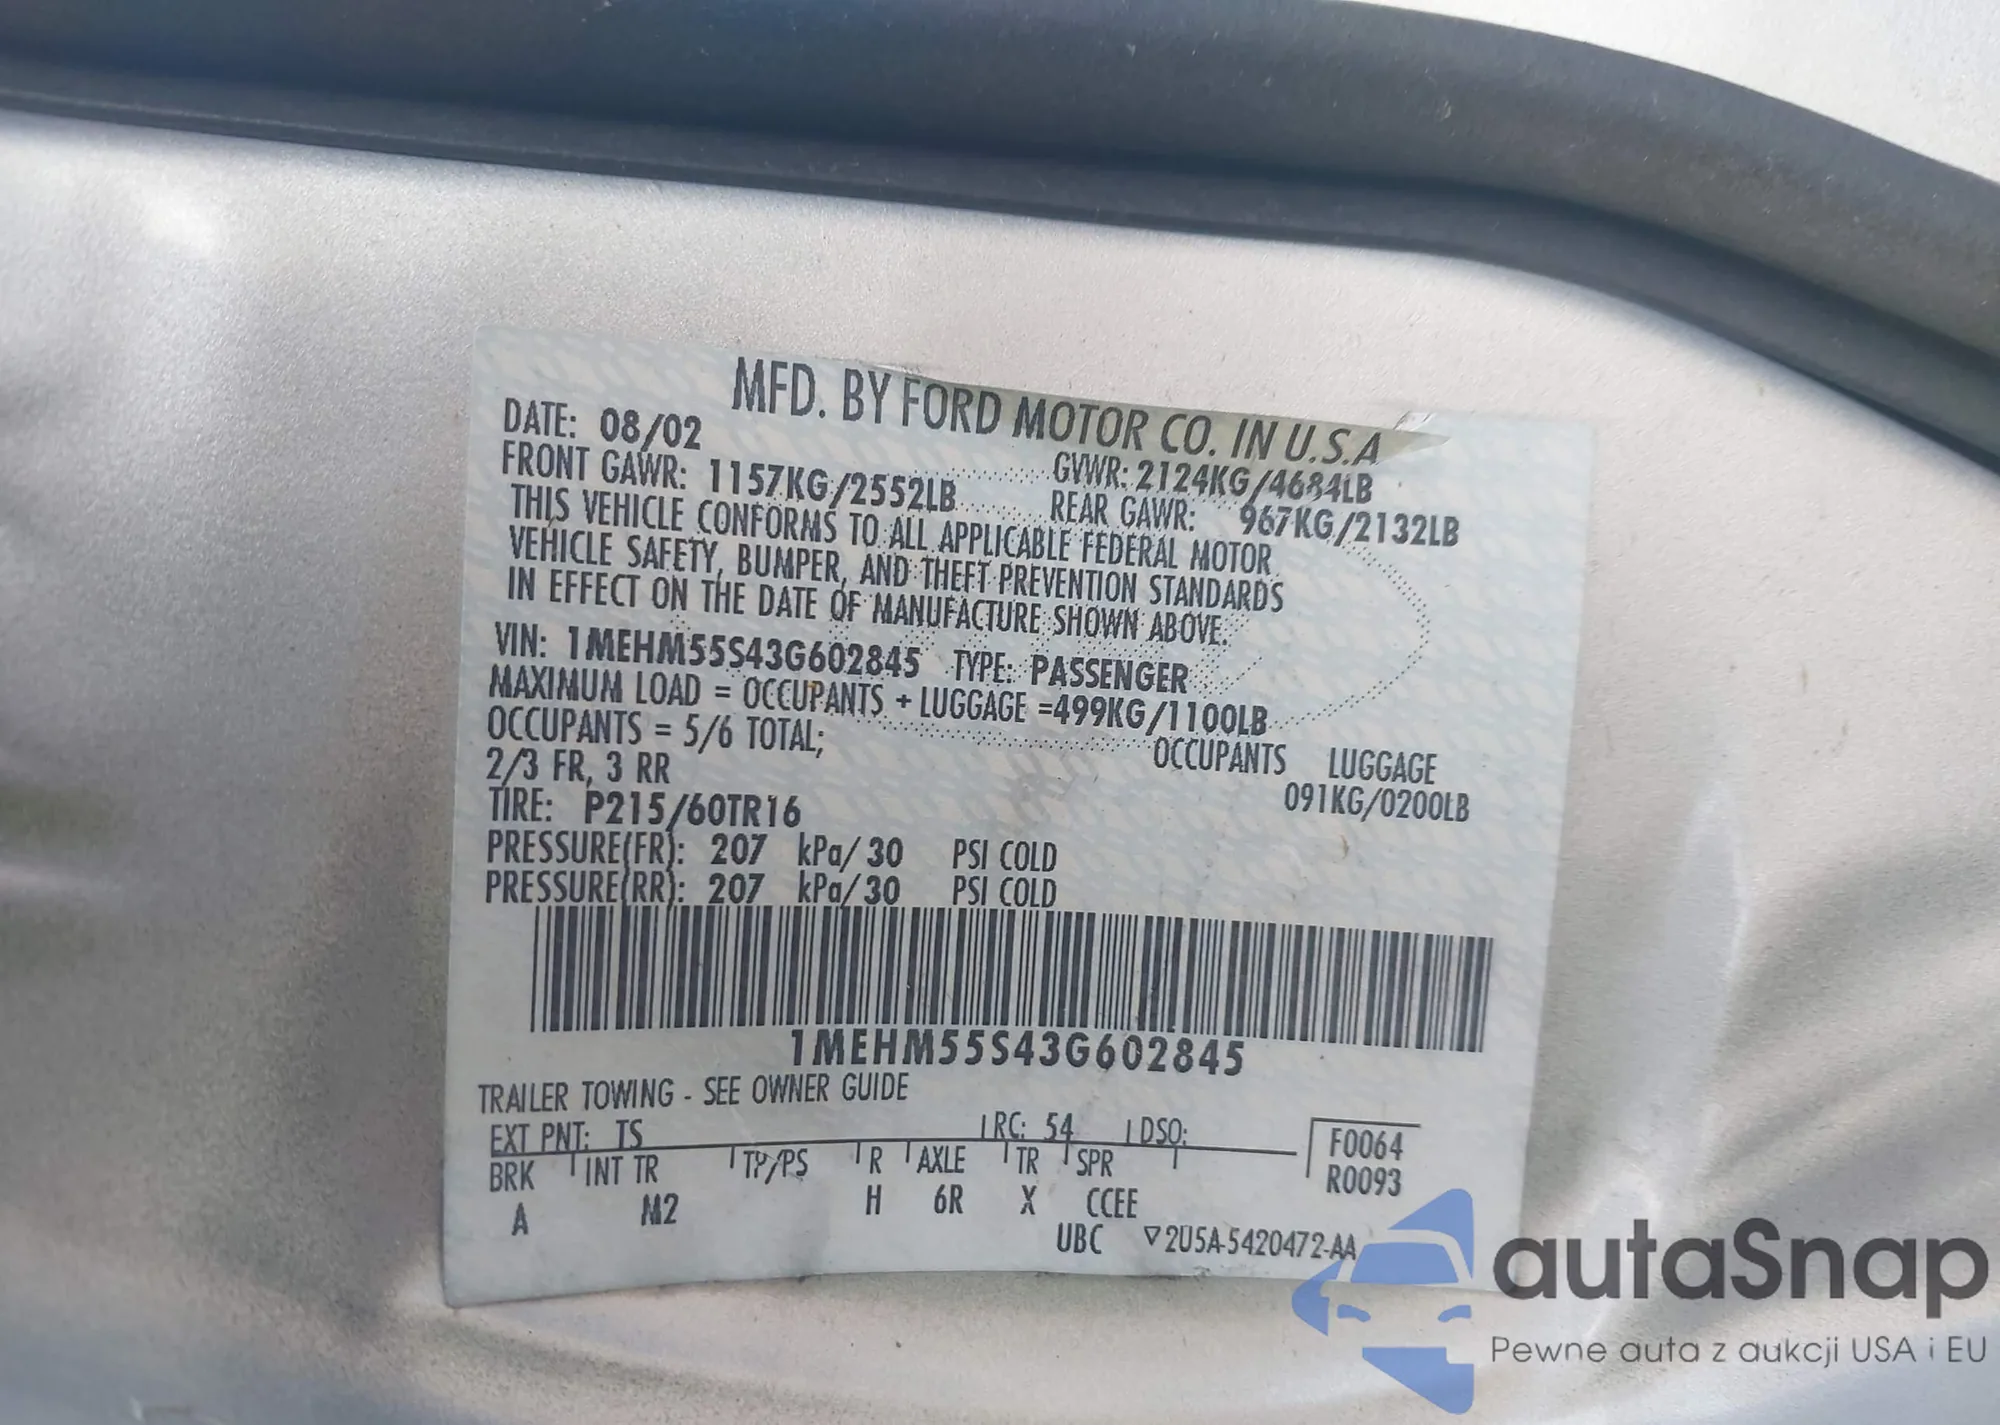 MFD. BY FORD MOTOR CO. IN U.S.A
DATE: 08/02 GVWR: 2124KG/4684LB
FRONT GAWR: 1157KG/2552LB REAR GAWR: 967KG/2132LB
THIS VEHICLE CONFORMS TO ALL APPLICABLE FEDERAL MOTOR
VEHICLE SAFETY, BUMPER, AND THEFT PREVENTION STANDARDS
IN EFFECT ON THE DATE OF MANUFACTURE SHOWN ABOVE.
VIN: 1MEHM55S43G602845 TYPE: PASSENGER
MAXIMUM LOAD = OCCUPANTS + LUGGAGE =499KG/1100LB
OCCUPANTS = 5/6 TOTAL; OCCUPANTS LUGGAGE
2/3 FR, 3 RR 091KG/0200LB
TIRE: P215/60TR16
PRESSURE(FR): 207 kPa/30 PSI COLD
PRESSURE(RR): 207 kPa/30 PSI COLD
1MEHM55S43G602845
TRAILER TOWING - SEE OWNER GUIDE
EXT PNT: TS RC: 54 DSO: F0064
BRK INT TR TP/PS R AXLE TR SPR R0093
A M2 H 6R X CCEE
UBC ▽2U5A-5420472-AA
autaSnap
Pewne auta z aukcji USA i EU